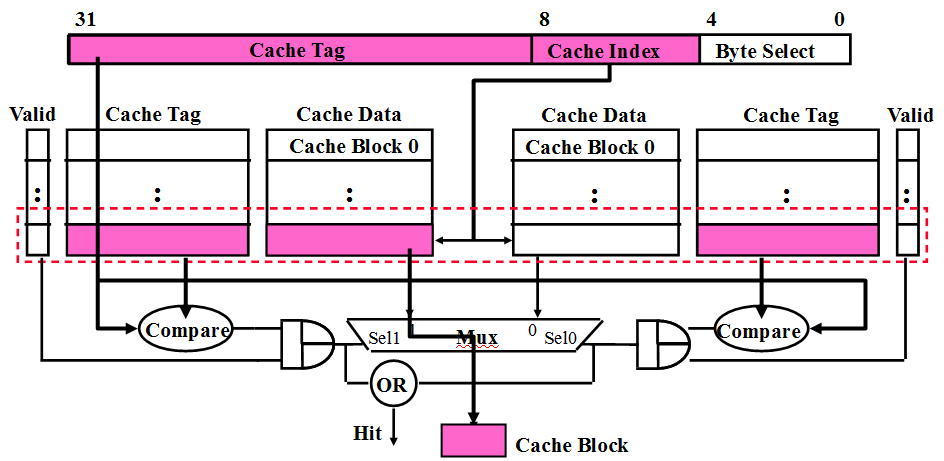 31 8 4 0
Cache Tag Cache Index Byte Select
Valid Cache Tag Cache Data Cache Data Cache Tag Valid
Cache Block 0 Cache Block 0
: : : : : :
Compare Sel1 1 Mux 0 Sel0 Compare
OR
Hit
Cache Block